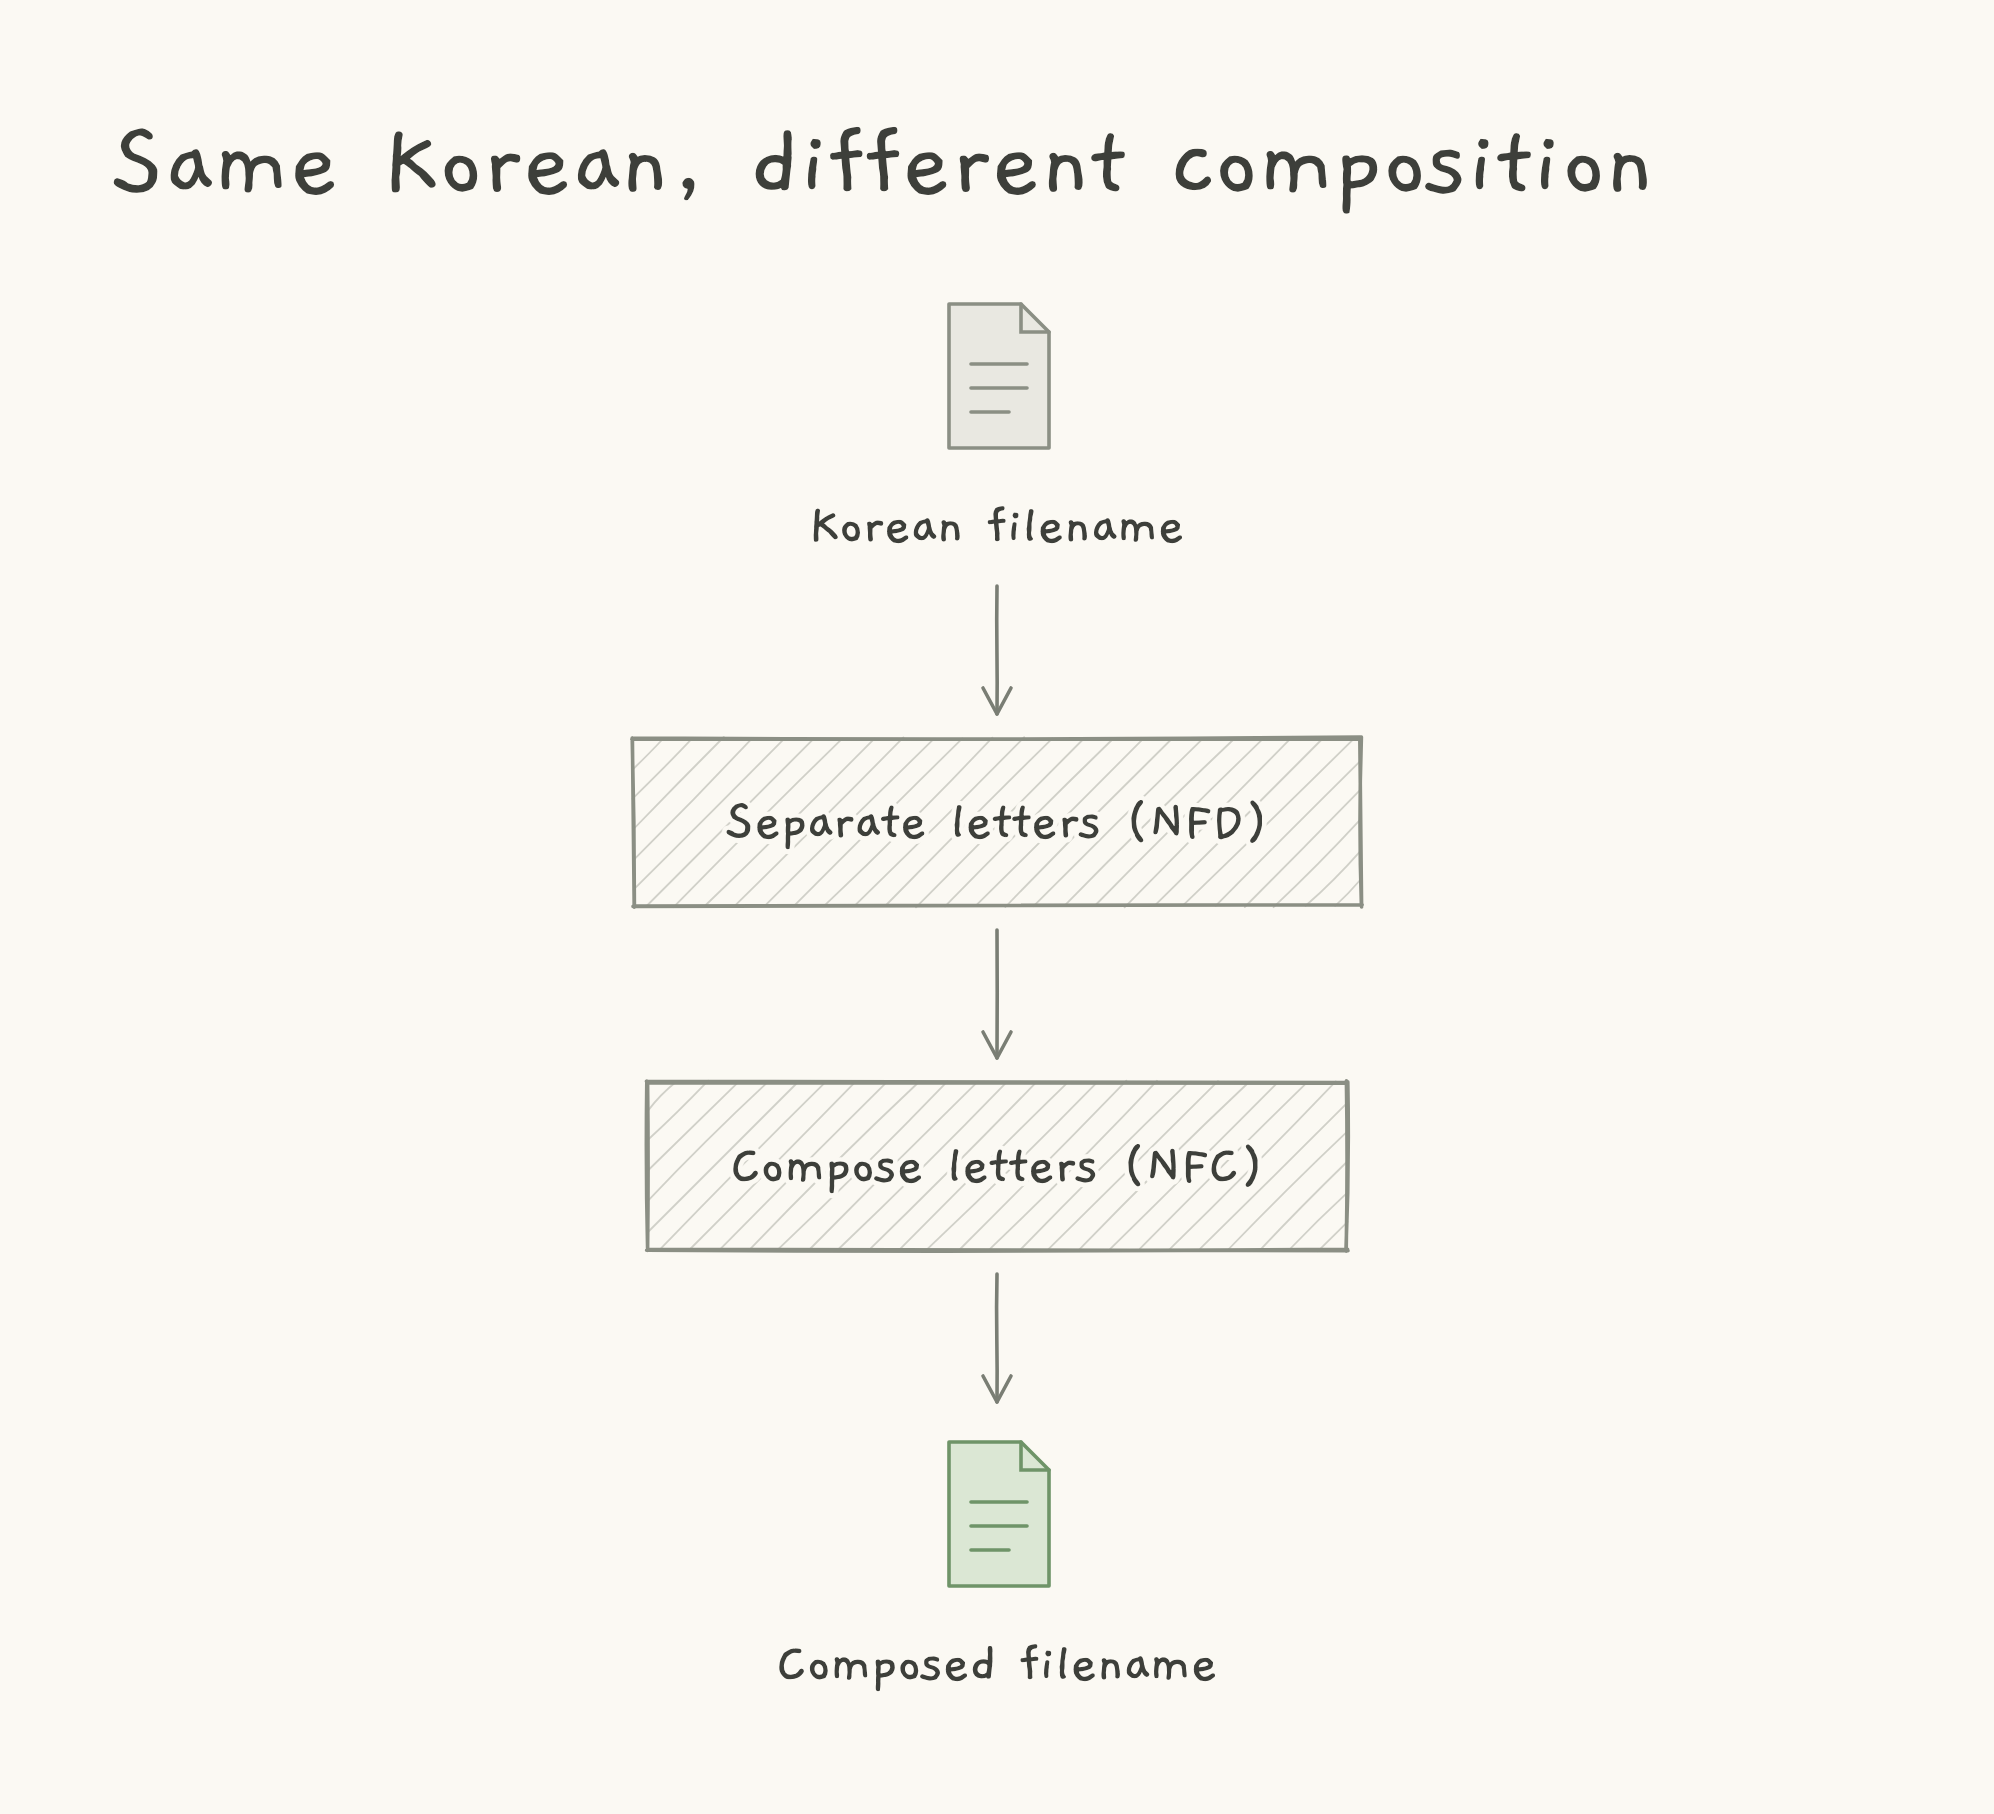 Same Korean, different composition
Korean filename
Separate letters (NFD)
Compose letters (NFC)
Composed filename